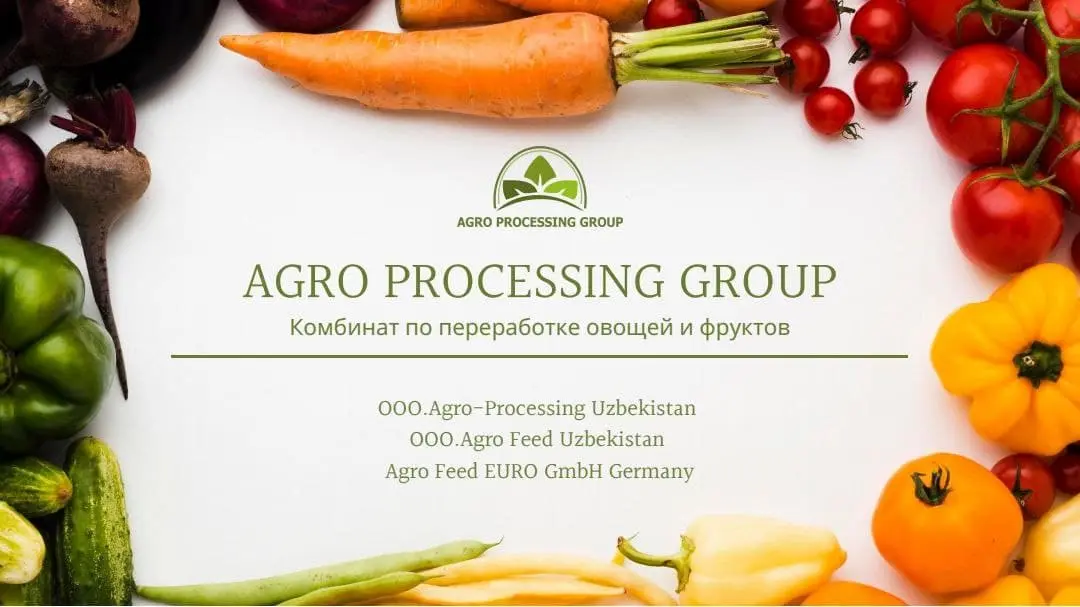 AGRO PROCESSING GROUP
AGRO PROCESSING GROUP
Комбинат по переработке овощей и фруктов
OOO.Agro-Processing Uzbekistan
OOO.Agro Feed Uzbekistan
Agro Feed EURO GmbH Germany